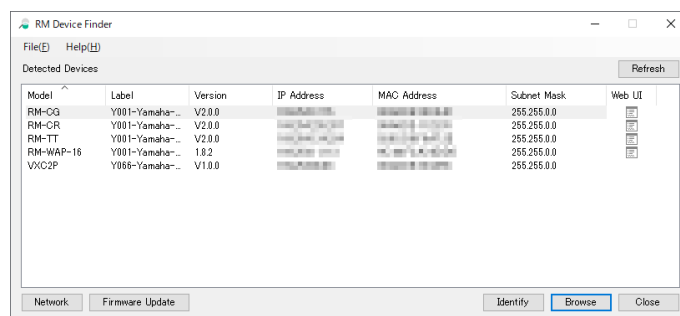 RM Device Finder
File(F) Help(H)
Detected Devices Refresh
Model Label Version IP Address MAC Address Subnet Mask Web UI
RM-CG Y001-Yamaha-... V2.0.0 255.255.0.0
RM-CR Y001-Yamaha-... V2.0.0 255.255.0.0
RM-TT Y001-Yamaha-... V2.0.0 255.255.0.0
RM-WAP-16 Y001-Yamaha-... 1.8.2 255.255.0.0
VXC2P Y066-Yamaha-... V1.0.0 255.255.0.0
Network Firmware Update Identify Browse Close